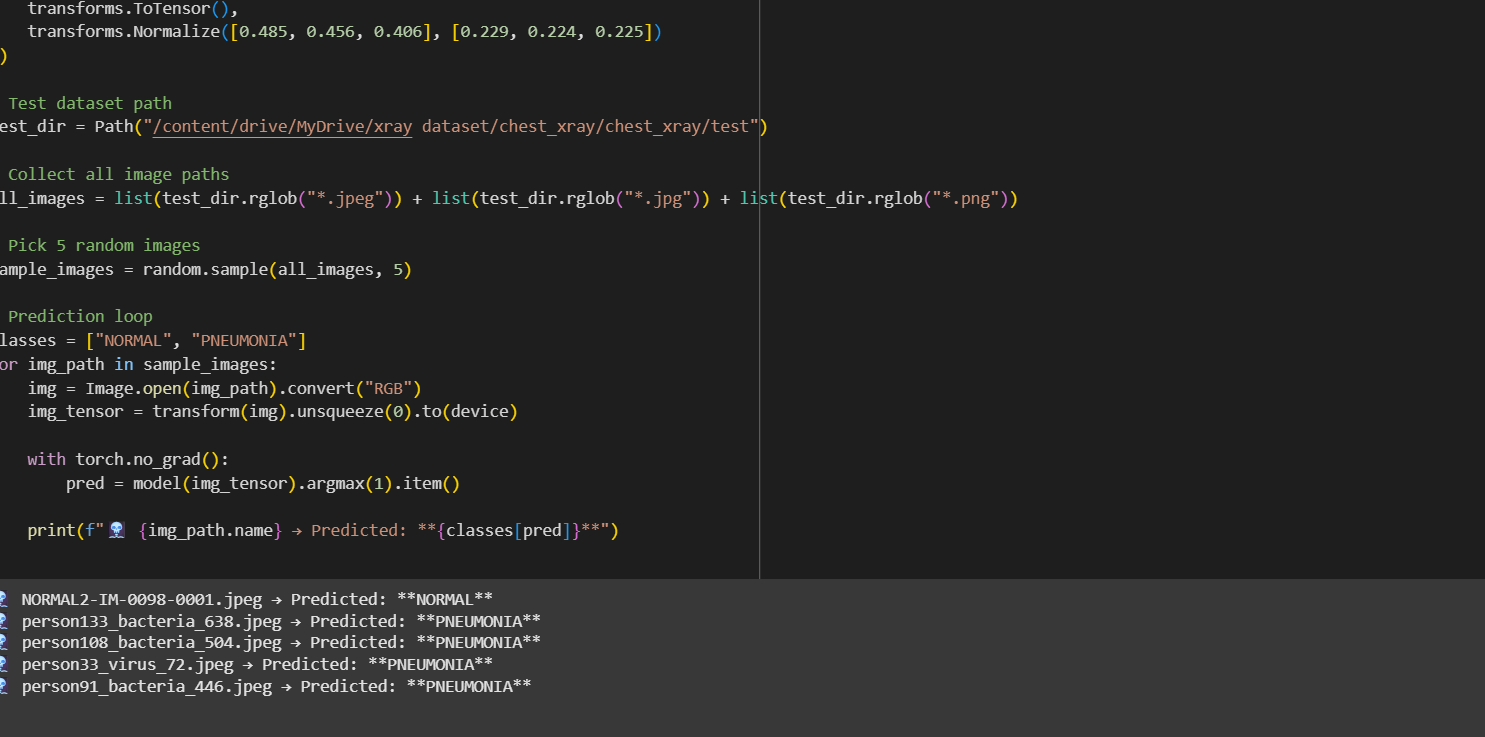 transforms.ToTensor(),
transforms.Normalize([0.485, 0.456, 0.406], [0.229, 0.224, 0.225])
)
Test dataset path
est_dir = Path("/content/drive/MyDrive/xray dataset/chest_xray/chest_xray/test")
Collect all image paths
ll_images = list(test_dir.rglob("*.jpeg")) + list(test_dir.rglob("*.jpg")) + list(test_dir.rglob("*.png"))
Pick 5 random images
ample_images = random.sample(all_images, 5)
Prediction loop
lasses = ["NORMAL", "PNEUMONIA"]
or img_path in sample_images:
img = Image.open(img_path).convert("RGB")
img_tensor = transform(img).unsqueeze(0).to(device)
with torch.no_grad():
pred = model(img_tensor).argmax(1).item()
print(f"🩻 {img_path.name} → Predicted: **{classes[pred]}**")
🩻 NORMAL2-IM-0098-0001.jpeg → Predicted: **NORMAL**
🩻 person133_bacteria_638.jpeg → Predicted: **PNEUMONIA**
🩻 person108_bacteria_504.jpeg → Predicted: **PNEUMONIA**
🩻 person33_virus_72.jpeg → Predicted: **PNEUMONIA**
🩻 person91_bacteria_446.jpeg → Predicted: **PNEUMONIA**